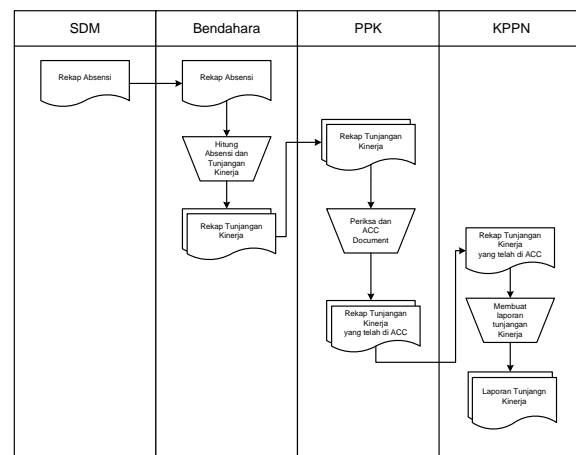 SDM
Bendahara
PPK
KPPN
Rekap Absensi
Rekap Absensi
Hitung
Absensi dan
Tunjangan
Kinerja
Rekap Tunjangan
Kinerja
Rekap Tunjangan
Kinerja
Periksa dan
ACC
Document
Rekap Tunjangan
Kinerja
yang telah di ACC
Rekap Tunjangan
Kinerja
yang telah di ACC
Membuat
laporan
tunjangan
Kinerja
Laporan Tunjangn
Kinerja